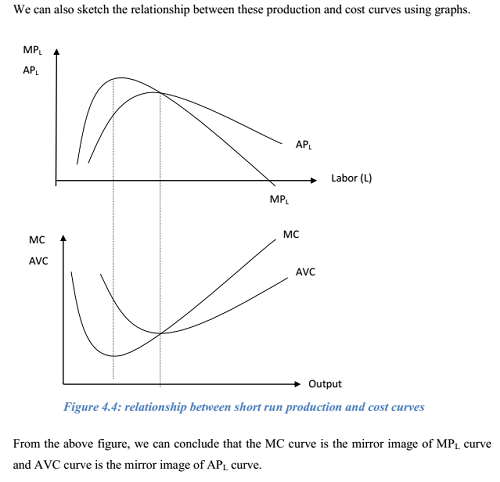 We can also sketch the relationship between these production and cost curves using graphs.
MPL
APL
APL
Labor (L)
MPL
MC
MC
AVC
AVC
Output
Figure 4.4: relationship between short run production and cost curves
From the above figure, we can conclude that the MC curve is the mirror image of MPL curve
and AVC curve is the mirror image of APL curve.